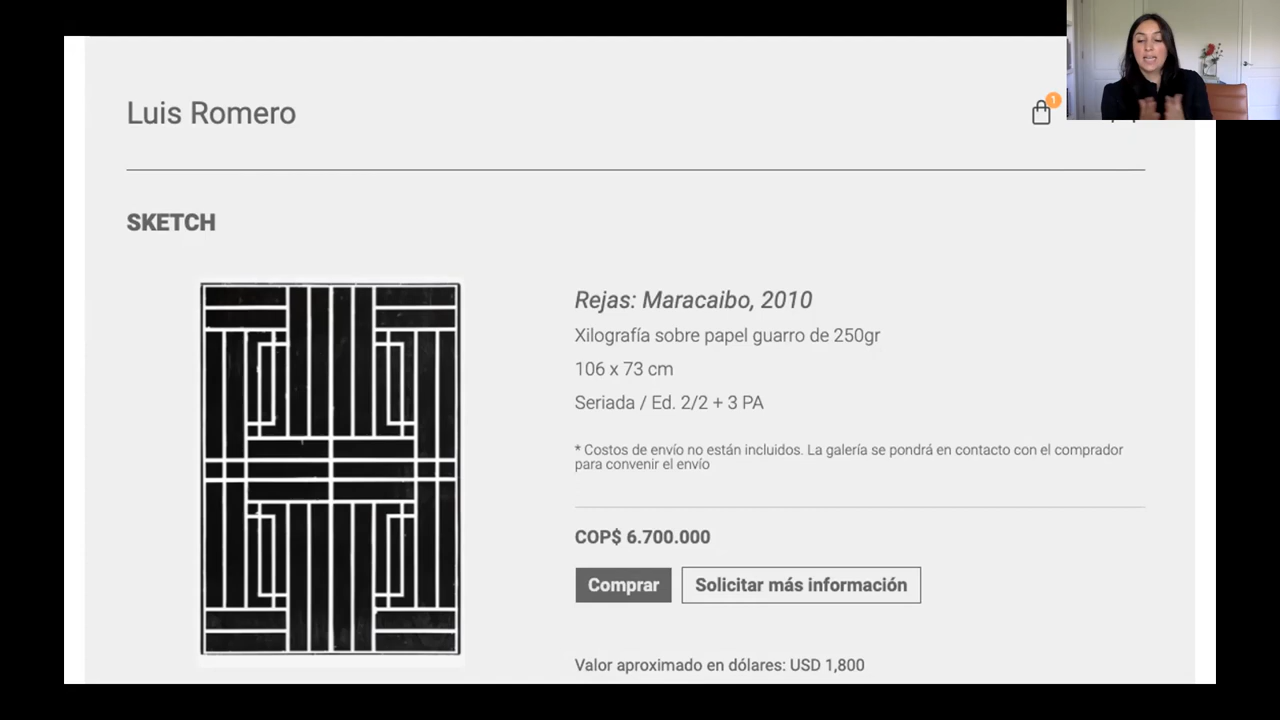 Luis Romero
1
SKETCH
Rejas: Maracaibo, 2010
Xilografía sobre papel guarro de 250gr
106 x 73 cm
Seriada / Ed. 2/2 + 3 PA
* Costos de envío no están incluidos. La galería se pondrá en contacto con el comprador
para convenir el envío
COP$ 6.700.000
Comprar
Solicitar más información
Valor aproximado en dólares: USD 1,800